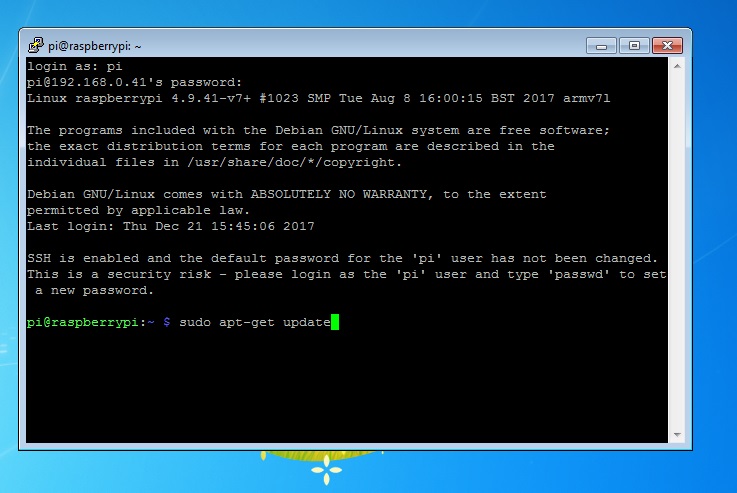 pi@raspberrypi: ~
login as: pi
pi@192.168.0.41's password:
Linux raspberrypi 4.9.41-v7+ #1023 SMP Tue Aug 8 16:00:15 BST 2017 armv7l
The programs included with the Debian GNU/Linux system are free software;
the exact distribution terms for each program are described in the
individual files in /usr/share/doc/*/copyright.
Debian GNU/Linux comes with ABSOLUTELY NO WARRANTY, to the extent
permitted by applicable law.
Last login: Thu Dec 21 15:45:06 2017
SSH is enabled and the default password for the 'pi' user has not been changed.
This is a security risk - please login as the 'pi' user and type 'passwd' to set
a new password.
pi@raspberrypi:~ $ sudo apt-get update